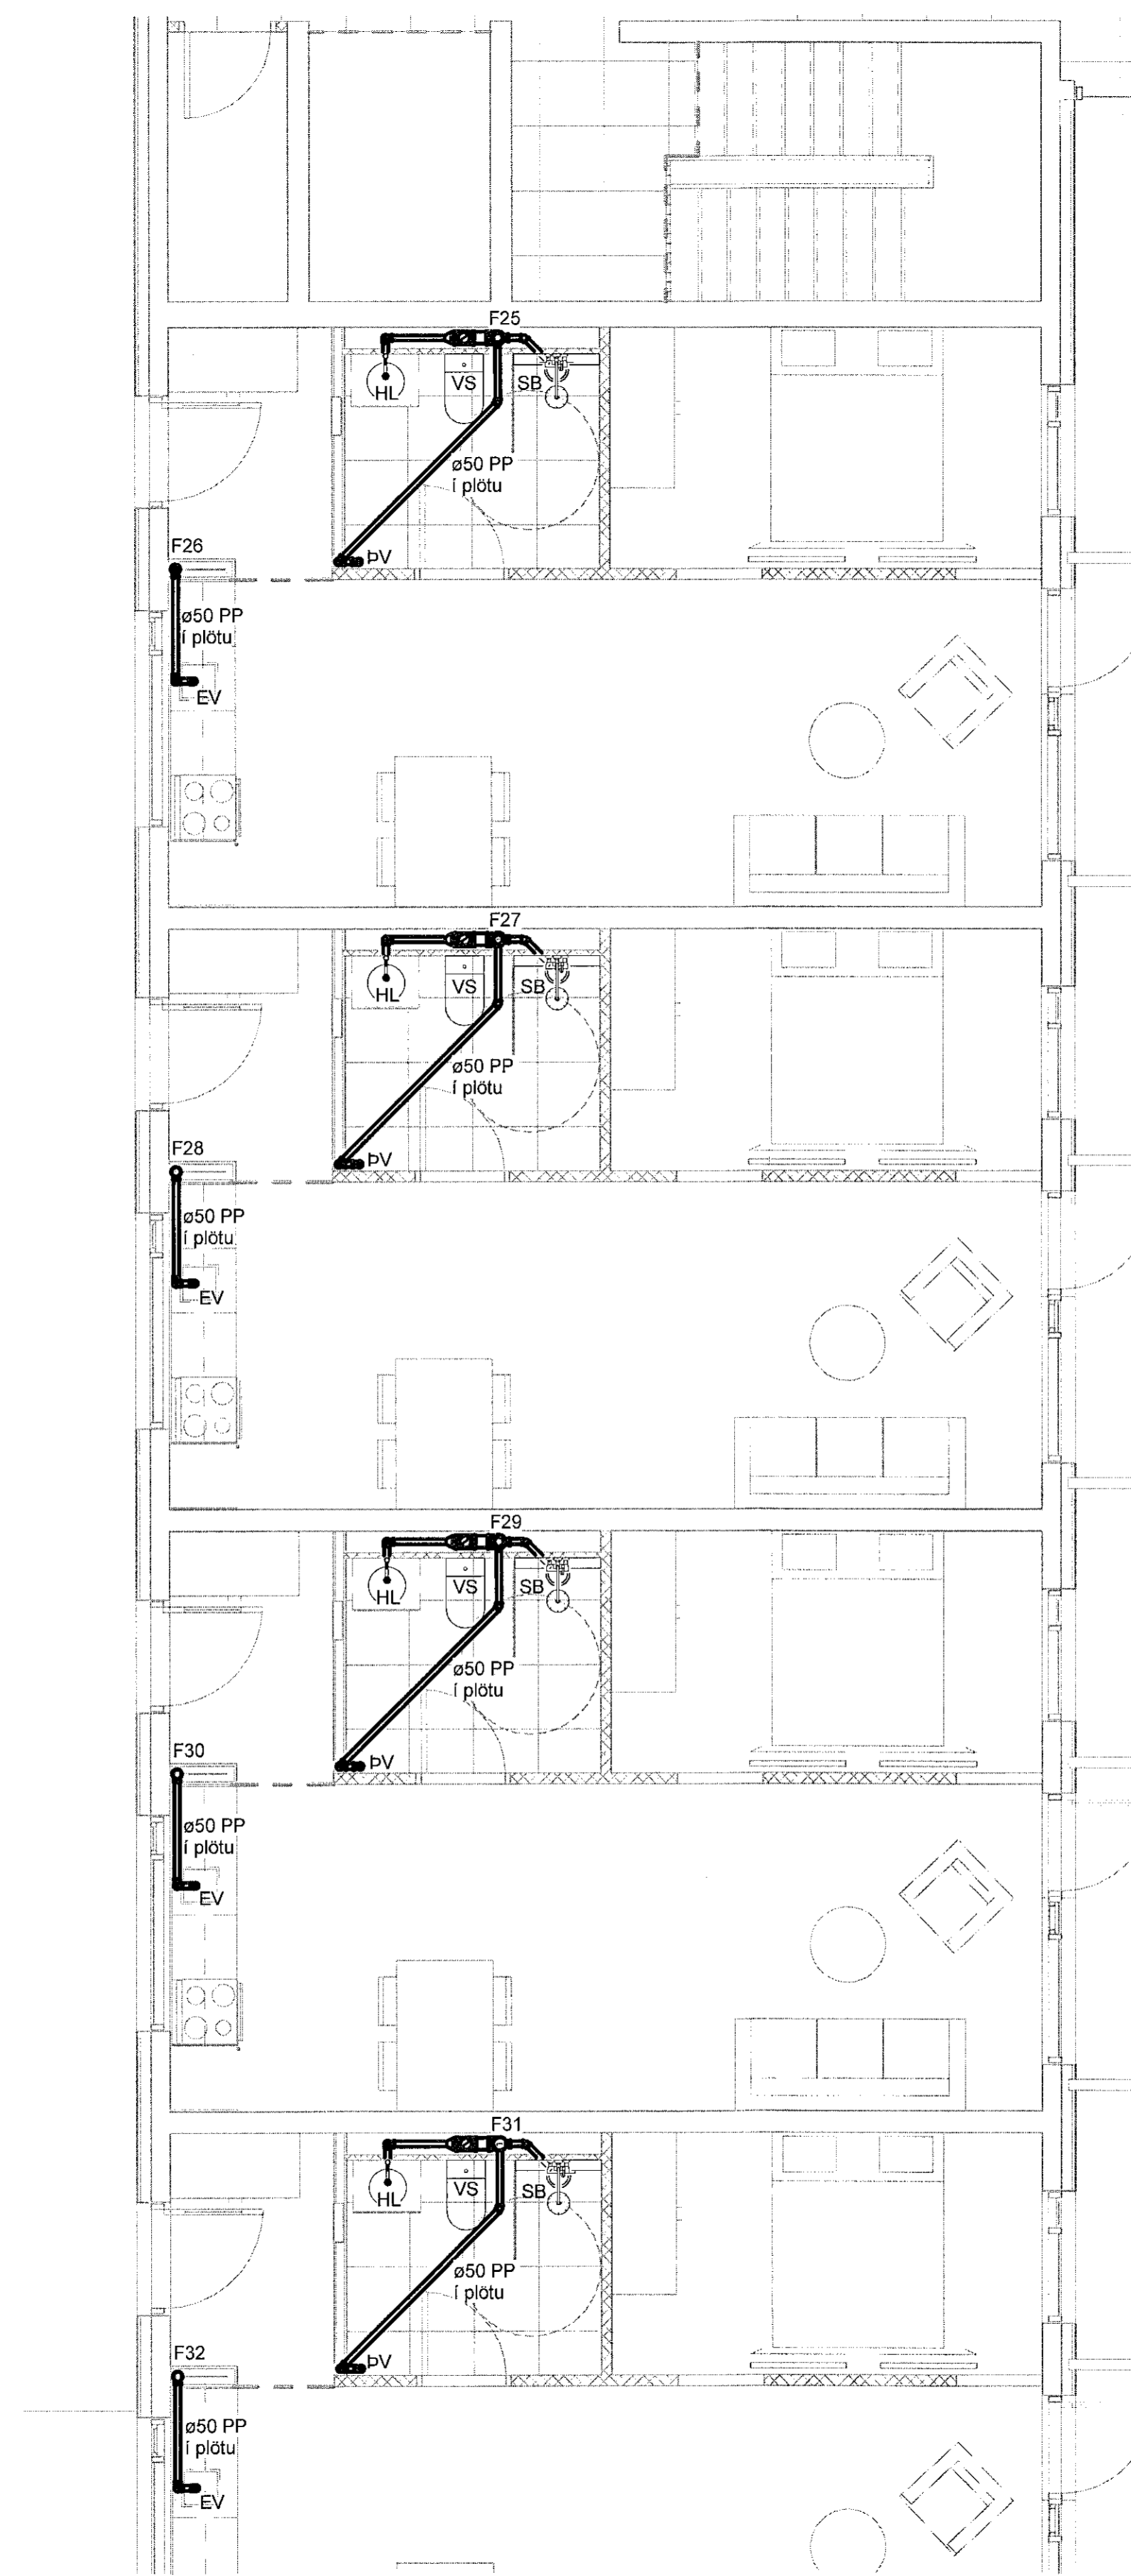 F25
HL
VS
SB
ø50 PP
í plötu
ÞV
F26
ø50 PP
í plötu
EV
F27
HL
VS
SB
ø50 PP
í plötu
ÞV
F28
ø50 PP
í plötu
EV
F29
HL
VS
SB
ø50 PP
í plötu
ÞV
F30
ø50 PP
í plötu
EV
F31
HL
VS
SB
ø50 PP
í plötu
ÞV
F32
ø50 PP
í plötu
EV